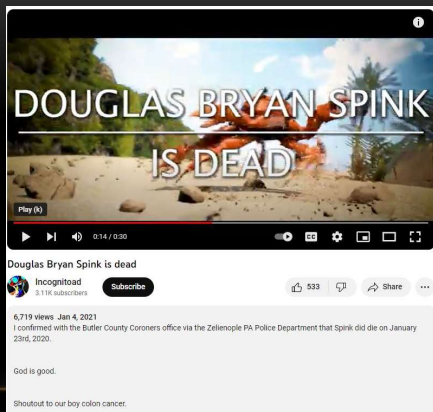 DOUGLAS BRYAN SPINK
IS DEAD
Play (k)
0:14 / 0:30
CC
Douglas Bryan Spink is dead
Incognitoad
3.11K subscribers
Subscribe
533
Share
6,719 views Jan 4, 2021
I confirmed with the Butler County Coroners office via the Zelienople PA Police Department that Spink did die on January
23rd, 2020.
God is good.
Shoutout to our boy colon cancer.